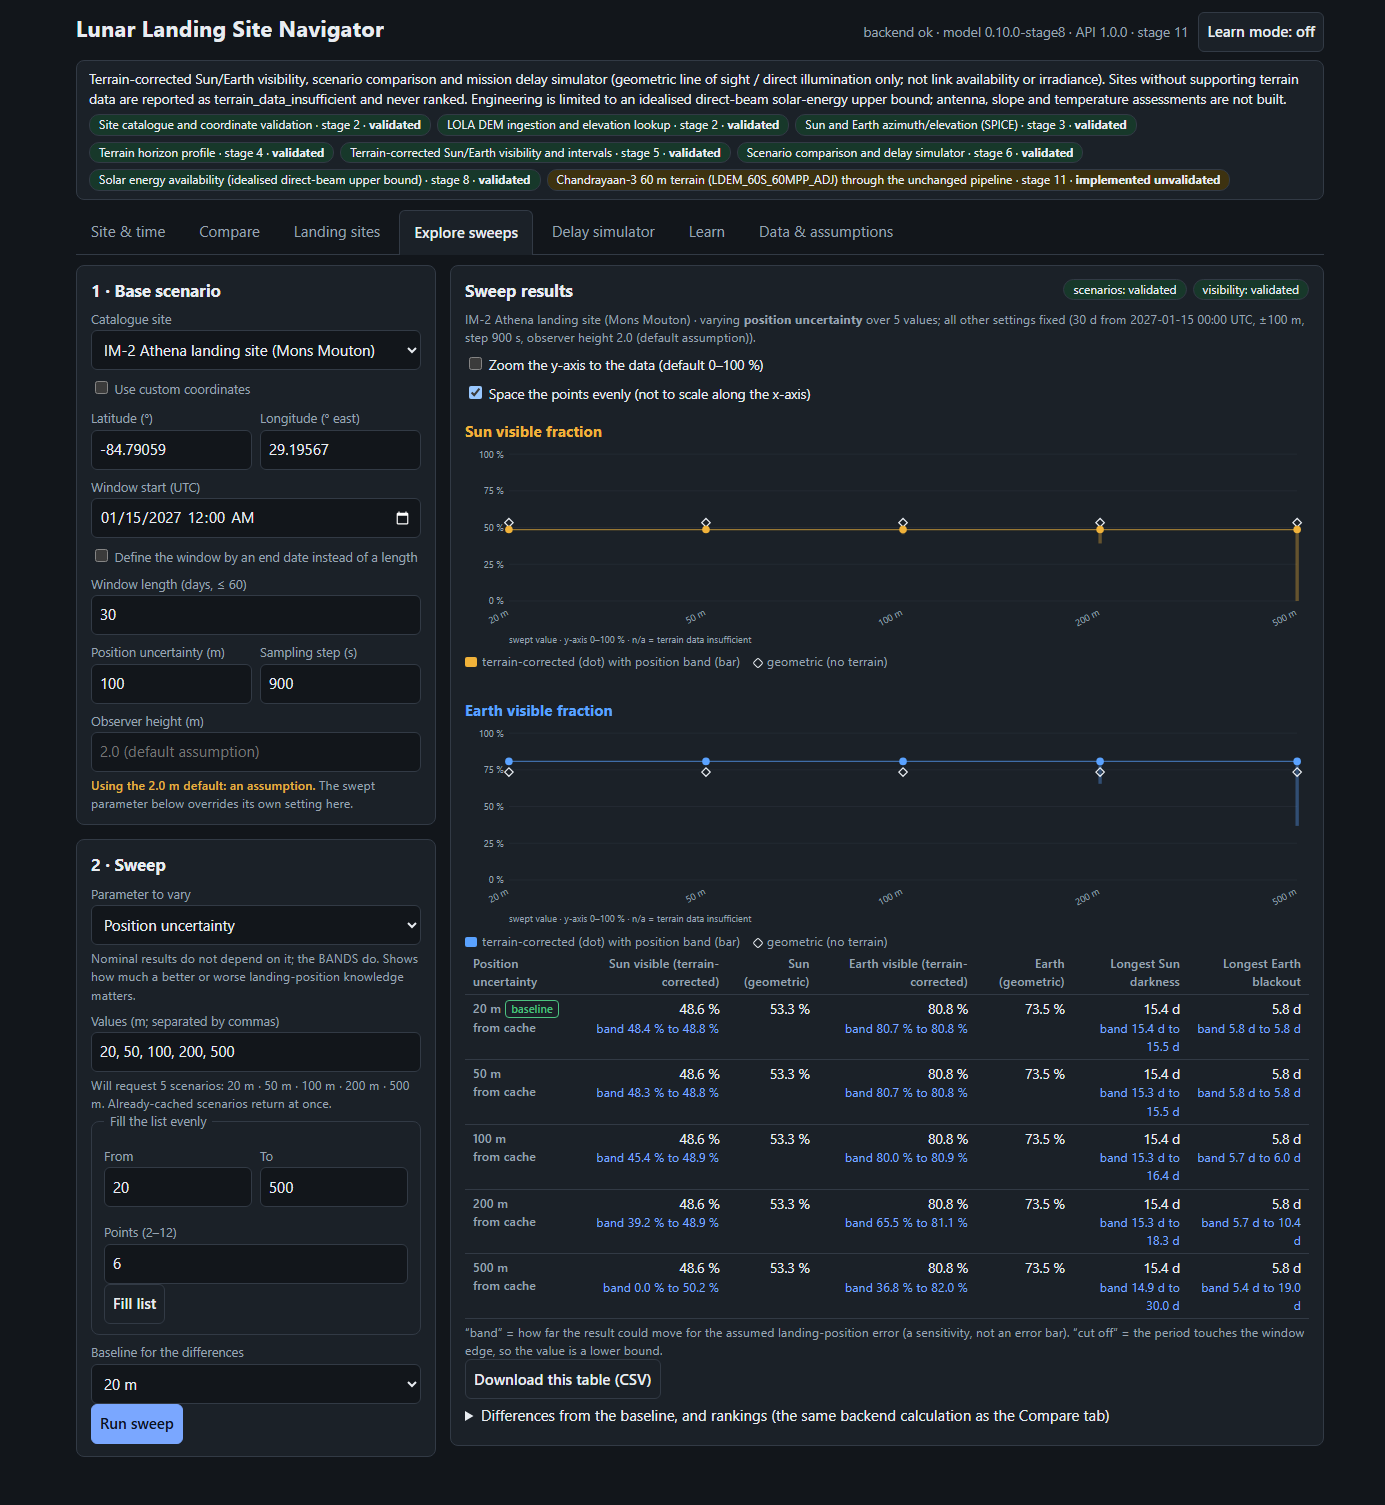 Lunar Landing Site Navigator
backend ok · model 0.10.0-stage8 · API 1.0.0 · stage 11
Learn mode: off
Terrain-corrected Sun/Earth visibility, scenario comparison and mission delay simulator (geometric line of sight / direct illumination only; not link availability or irradiance). Sites without supporting terrain
data are reported as terrain_data_insufficient and never ranked. Engineering is limited to an idealised direct-beam solar-energy upper bound; antenna, slope and temperature assessments are not built.
Site catalogue and coordinate validation · stage 2 · validated
LOLA DEM ingestion and elevation lookup · stage 2 · validated
Sun and Earth azimuth/elevation (SPICE) · stage 3 · validated
Terrain horizon profile · stage 4 · validated
Terrain-corrected Sun/Earth visibility and intervals · stage 5 · validated
Scenario comparison and delay simulator · stage 6 · validated
Solar energy availability (idealised direct-beam upper bound) · stage 8 · validated
Chandrayaan-3 60 m terrain (LDEM_60S_60MPP_ADJ) through the unchanged pipeline · stage 11 · implemented unvalidated
Site & time
Compare
Landing sites
Explore sweeps
Delay simulator
Learn
Data & assumptions
1 · Base scenario
Catalogue site
IM-2 Athena landing site (Mons Mouton)
Use custom coordinates
Latitude (°)
Longitude (° east)
-84.79059
29.19567
Window start (UTC)
01/15/2027 12:00 AM
Define the window by an end date instead of a length
Window length (days, ≤ 60)
30
Position uncertainty (m)
Sampling step (s)
100
900
Observer height (m)
2.0 (default assumption)
Using the 2.0 m default: an assumption. The swept
parameter below overrides its own setting here.
2 · Sweep
Parameter to vary
Position uncertainty
Nominal results do not depend on it; the BANDS do. Shows
how much a better or worse landing-position knowledge
matters.
Values (m; separated by commas)
20, 50, 100, 200, 500
Will request 5 scenarios: 20 m · 50 m · 100 m · 200 m · 500
m. Already-cached scenarios return at once.
Fill the list evenly
From
To
20
500
Points (2–12)
6
Fill list
Baseline for the differences
20 m
Run sweep
Sweep results
scenarios: validated
visibility: validated
IM-2 Athena landing site (Mons Mouton) · varying position uncertainty over 5 values; all other settings fixed (30 d from 2027-01-15 00:00 UTC, ±100 m,
step 900 s, observer height 2.0 (default assumption)).
Zoom the y-axis to the data (default 0–100 %)
Space the points evenly (not to scale along the x-axis)
Sun visible fraction
100 %
75 %
50 %
25 %
0 %
20 m
50 m
100 m
200 m
500 m
swept value · y-axis 0–100 % · n/a = terrain data insufficient
terrain-corrected (dot) with position band (bar)
geometric (no terrain)
Earth visible fraction
100 %
75 %
50 %
25 %
0 %
20 m
50 m
100 m
200 m
500 m
swept value · y-axis 0–100 % · n/a = terrain data insufficient
terrain-corrected (dot) with position band (bar)
geometric (no terrain)
Position Sun visible (terrain- Sun Earth visible (terrain- Earth Longest Sun Longest Earth
uncertainty corrected) (geometric) corrected) (geometric) darkness blackout
20 m baseline 48.6 % 53.3 % 80.8 % 73.5 % 15.4 d 5.8 d
from cache band 48.4 % to 48.8 % band 80.7 % to 80.8 % band 15.4 d to band 5.8 d to 5.8 d
15.5 d
50 m 48.6 % 53.3 % 80.8 % 73.5 % 15.4 d 5.8 d
from cache band 48.3 % to 48.8 % band 80.7 % to 80.8 % band 15.3 d to band 5.8 d to 5.8 d
15.5 d
100 m 48.6 % 53.3 % 80.8 % 73.5 % 15.4 d 5.8 d
from cache band 45.4 % to 48.9 % band 80.0 % to 80.9 % band 15.3 d to band 5.7 d to 6.0 d
16.4 d
200 m 48.6 % 53.3 % 80.8 % 73.5 % 15.4 d 5.8 d
from cache band 39.2 % to 48.9 % band 65.5 % to 81.1 % band 15.3 d to band 5.7 d to 10.4
18.3 d d
500 m 48.6 % 53.3 % 80.8 % 73.5 % 15.4 d 5.8 d
from cache band 0.0 % to 50.2 % band 36.8 % to 82.0 % band 14.9 d to band 5.4 d to 19.0
30.0 d d
“band” = how far the result could move for the assumed landing-position error (a sensitivity, not an error bar). “cut off” = the period touches the window
edge, so the value is a lower bound.
Download this table (CSV)
Differences from the baseline, and rankings (the same backend calculation as the Compare tab)